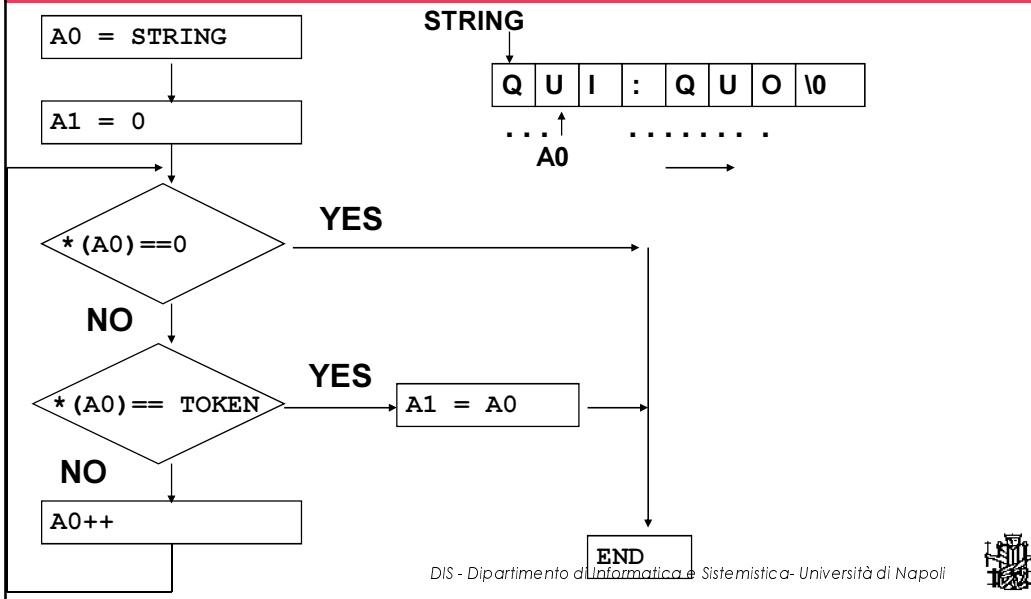 A0 = STRING
A1 = 0
*(A0)==0
YES
NO
*(A0)== TOKEN
YES
A1 = A0
NO
A0++
END
STRING
Q U I : Q U O \0
... ........
A0
DIS - Dipartimento di Informatica e Sistemistica- Università di Napoli